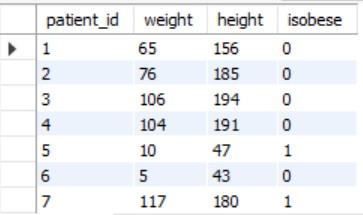 patient_id weight height isobese
1 65 156 0
2 76 185 0
3 106 194 0
4 104 191 0
5 10 47 1
6 5 43 0
7 117 180 1